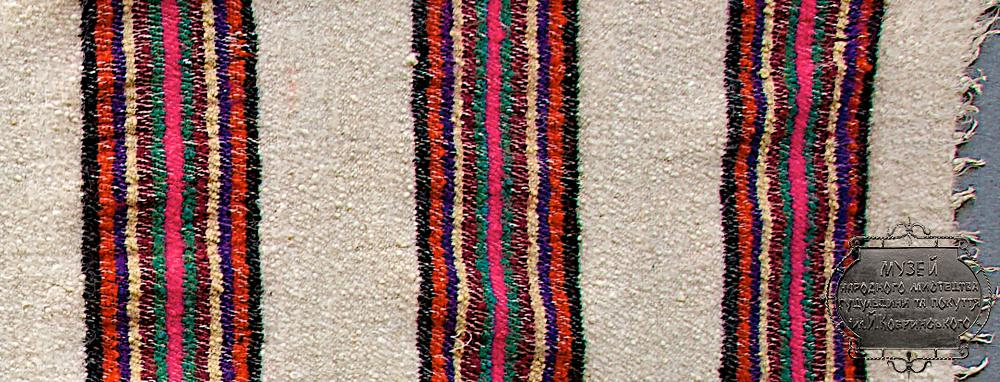 МУЗЕЙ
НАРОДНОГО МИСТЕЦТВА
ГУЦУЛЬЩИНИ ТА ПОКУТТЯ
ІМ. Й. КОБРИНСЬКОГО